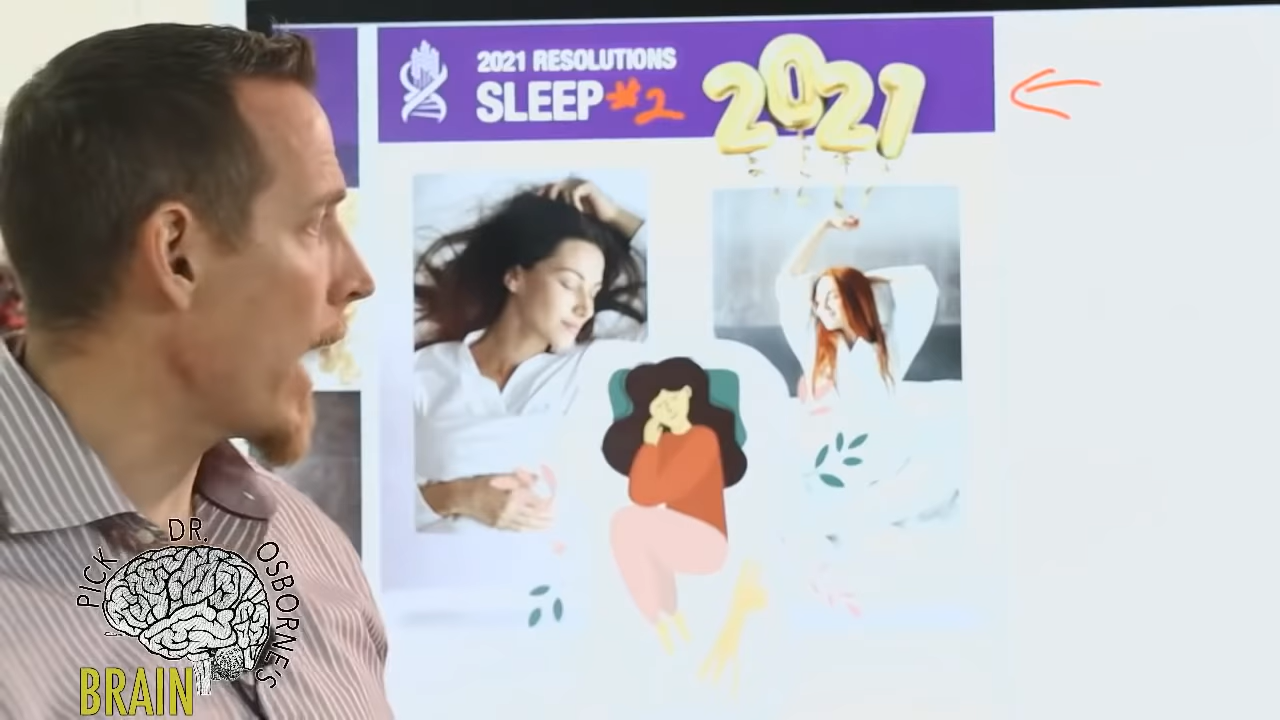 2021 RESOLUTIONS
SLEEP #2
2021
PICK DR. OSBORNE'S
BRAIN